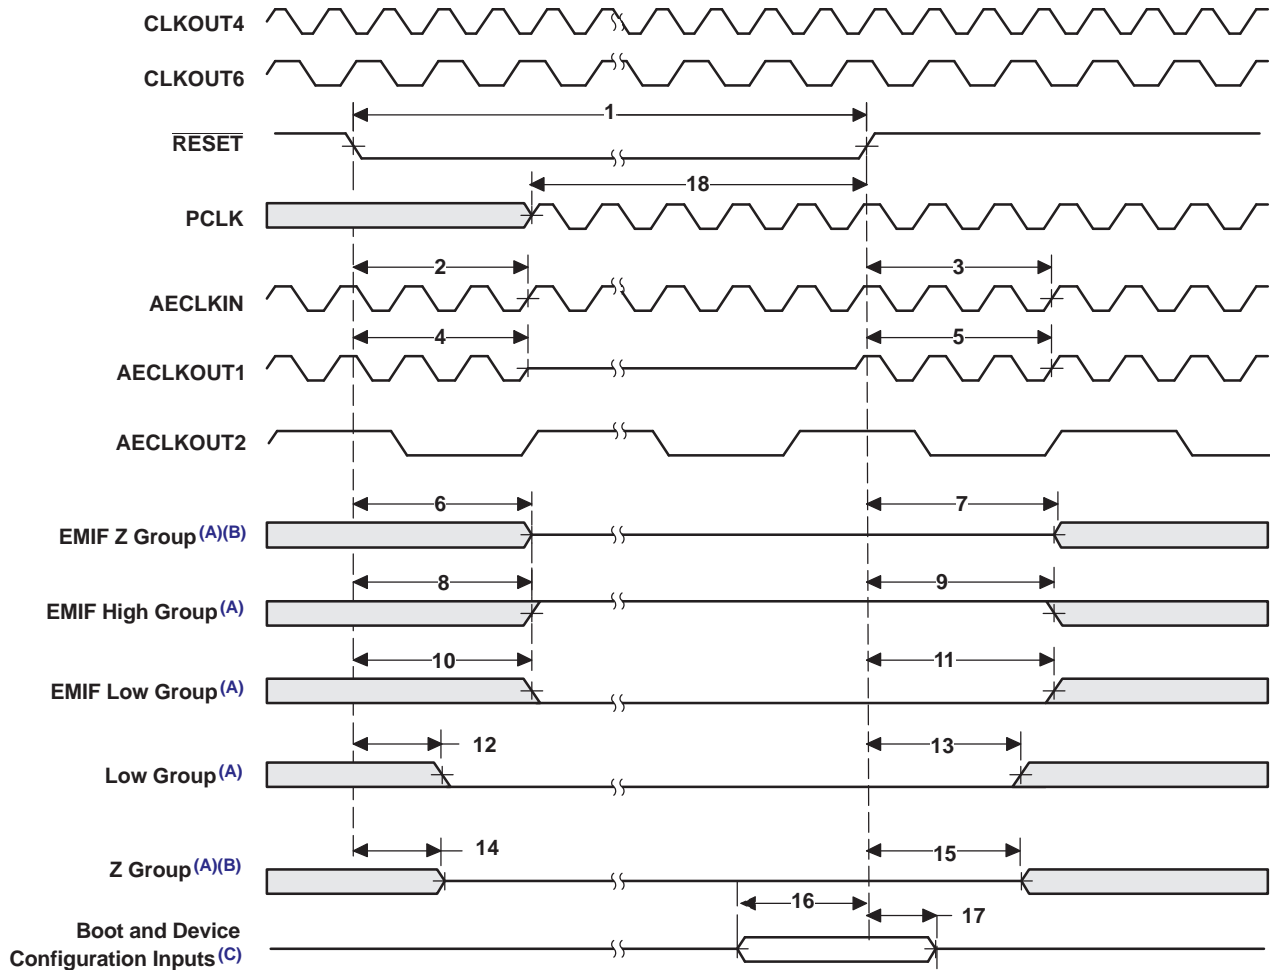 CLKOUT4
CLKOUT6
1
RESET
18
PCLK
2
3
AECLKIN
4
5
AECLKOUT1
AECLKOUT2
6
7
EMIF Z Group (A)(B)
8
9
EMIF High Group (A)
10
11
EMIF Low Group (A)
12
13
Low Group (A)
14
15
Z Group (A)(B)
16
17
Boot and Device
Configuration Inputs (C)